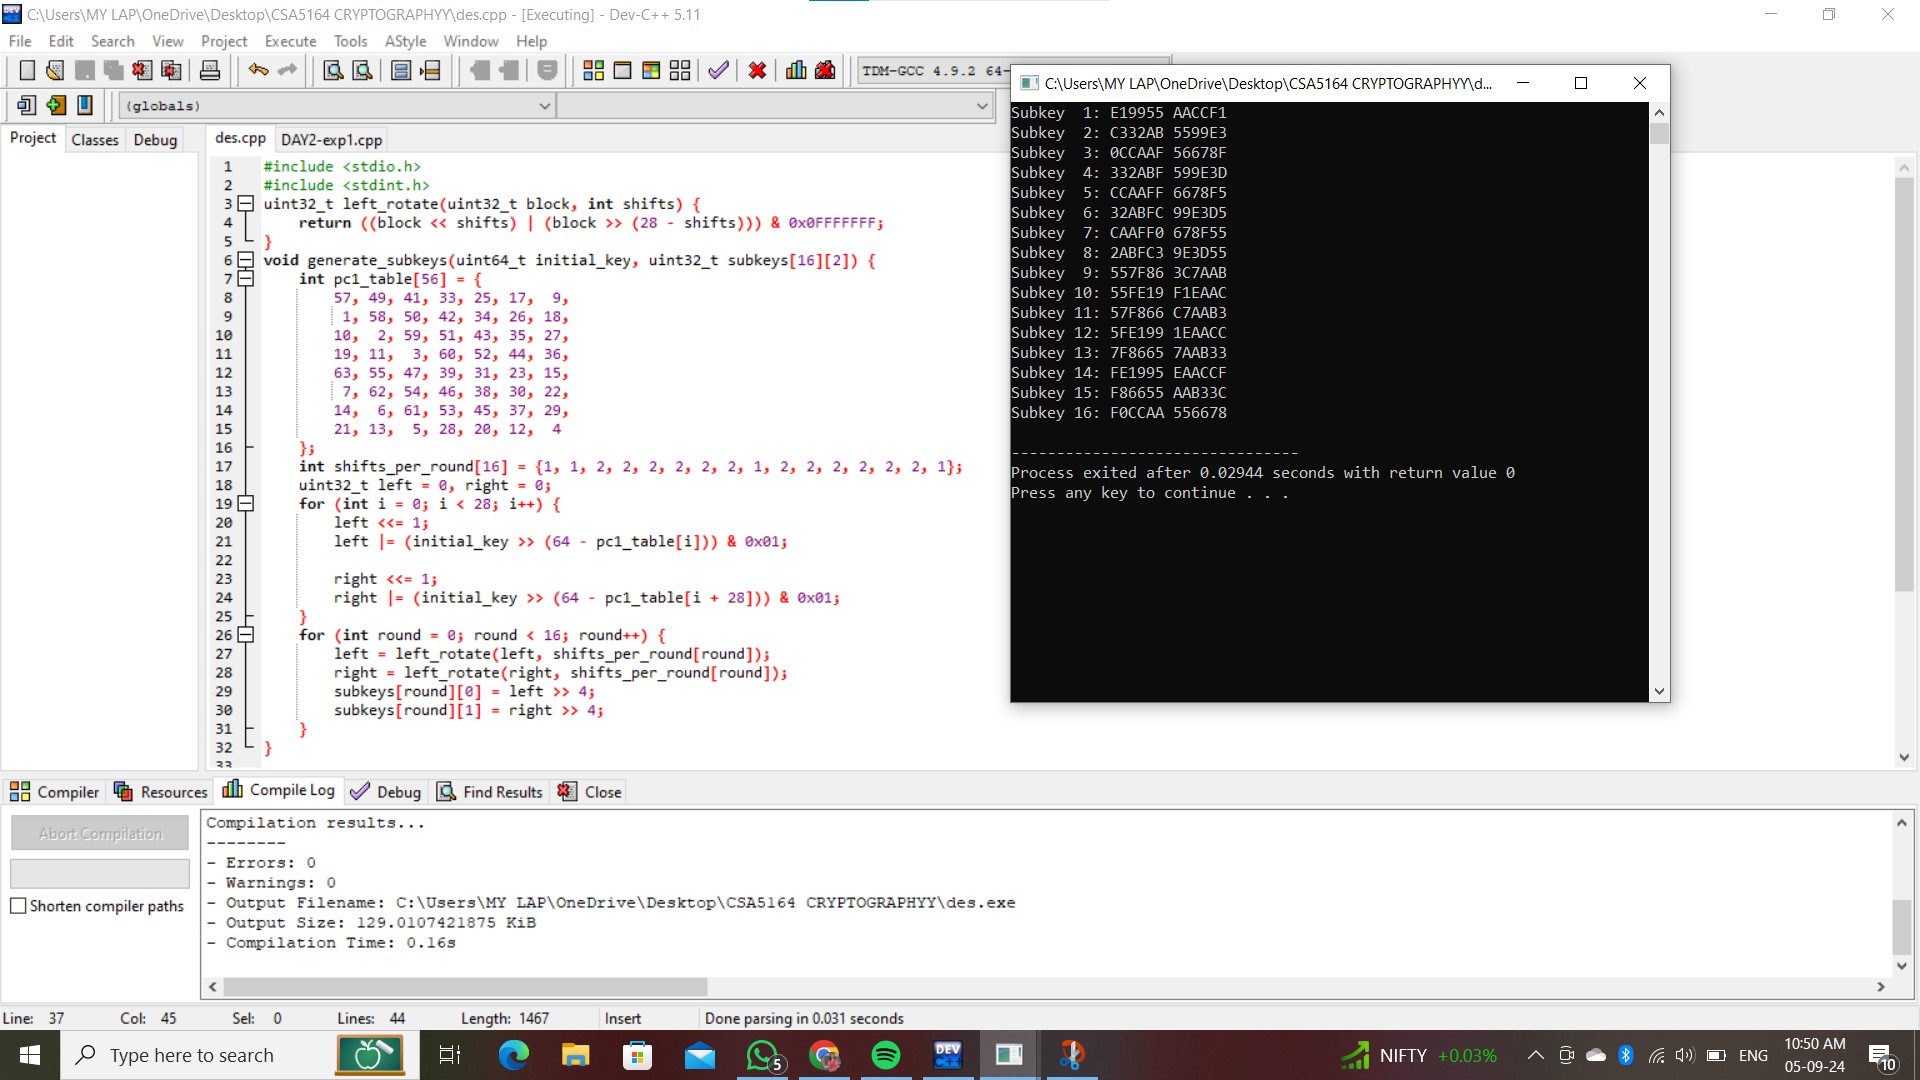 C:\Users\MY LAP\OneDrive\Desktop\CSA5164 CRYPTOGRAPHYY\des.cpp - [Executing] - Dev-C++ 5.11
File Edit Search View Project Execute Tools AStyle Window Help
TDM-GCC 4.9.2 64-
(globals)
Project Classes Debug
des.cpp DAY2-exp1.cpp
1 #include <stdio.h>
2 #include <stdint.h>
3 uint32_t left_rotate(uint32_t block, int shifts) {
4 return ((block << shifts) | (block >> (28 - shifts))) & 0x0FFFFFFF;
5 }
6 void generate_subkeys(uint64_t initial_key, uint32_t subkeys[16][2]) {
7 int pc1_table[56] = {
8 57, 49, 41, 33, 25, 17, 9,
9 1, 58, 50, 42, 34, 26, 18,
10 10, 2, 59, 51, 43, 35, 27,
11 19, 11, 3, 60, 52, 44, 36,
12 63, 55, 47, 39, 31, 23, 15,
13 7, 62, 54, 46, 38, 30, 22,
14 14, 6, 61, 53, 45, 37, 29,
15 21, 13, 5, 28, 20, 12, 4
16 };
17 int shifts_per_round[16] = {1, 1, 2, 2, 2, 2, 2, 2, 1, 2, 2, 2, 2, 2, 2, 1};
18 uint32_t left = 0, right = 0;
19 for (int i = 0; i < 28; i++) {
20 left <<= 1;
21 left |= (initial_key >> (64 - pc1_table[i])) & 0x01;
22
23 right <<= 1;
24 right |= (initial_key >> (64 - pc1_table[i + 28])) & 0x01;
25 }
26 for (int round = 0; round < 16; round++) {
27 left = left_rotate(left, shifts_per_round[round]);
28 right = left_rotate(right, shifts_per_round[round]);
29 subkeys[round][0] = left >> 4;
30 subkeys[round][1] = right >> 4;
31 }
32 }
33
C:\Users\MY LAP\OneDrive\Desktop\CSA5164 CRYPTOGRAPHYY\d...
Subkey 1: E19955 AACCF1
Subkey 2: C332AB 5599E3
Subkey 3: 0CCAAF 56678F
Subkey 4: 332ABF 599E3D
Subkey 5: CCAAFF 6678F5
Subkey 6: 32ABFC 99E3D5
Subkey 7: CAAFF0 678F55
Subkey 8: 2ABFC3 9E3D55
Subkey 9: 557F86 3C7AAB
Subkey 10: 55FE19 F1EAAC
Subkey 11: 57F866 C7AAB3
Subkey 12: 5FE199 1EAACC
Subkey 13: 7F8665 7AAB33
Subkey 14: FE1995 EAACCF
Subkey 15: F86655 AAB33C
Subkey 16: F0CCAA 556678
--------------------------------
Process exited after 0.02944 seconds with return value 0
Press any key to continue . . .
Compiler Resources Compile Log Debug Find Results Close
Abort Compilation
Shorten compiler paths
Compilation results...
--------
- Errors: 0
- Warnings: 0
- Output Filename: C:\Users\MY LAP\OneDrive\Desktop\CSA5164 CRYPTOGRAPHYY\des.exe
- Output Size: 129.0107421875 KiB
- Compilation Time: 0.16s
Line: 37 Col: 45 Sel: 0 Lines: 44 Length: 1467 Insert Done parsing in 0.031 seconds
Type here to search
5
DEV C++
NIFTY +0.03%
ENG
10:50 AM
05-09-24
10